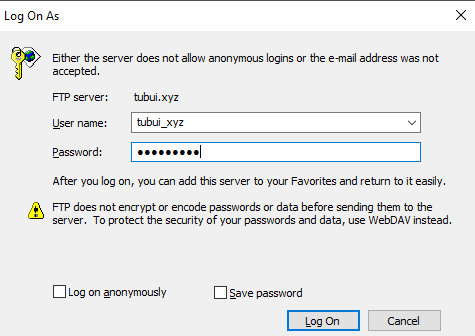 Log On As
Either the server does not allow anonymous logins or the e-mail address was not
accepted.
FTP server: tubui.xyz
User name: tubui_xyz
Password: ●●●●●●●●●
After you log on, you can add this server to your Favorites and return to it easily.
FTP does not encrypt or encode passwords or data before sending them to the
server. To protect the security of your passwords and data, use WebDAV instead.
Log on anonymously Save password
Log On Cancel